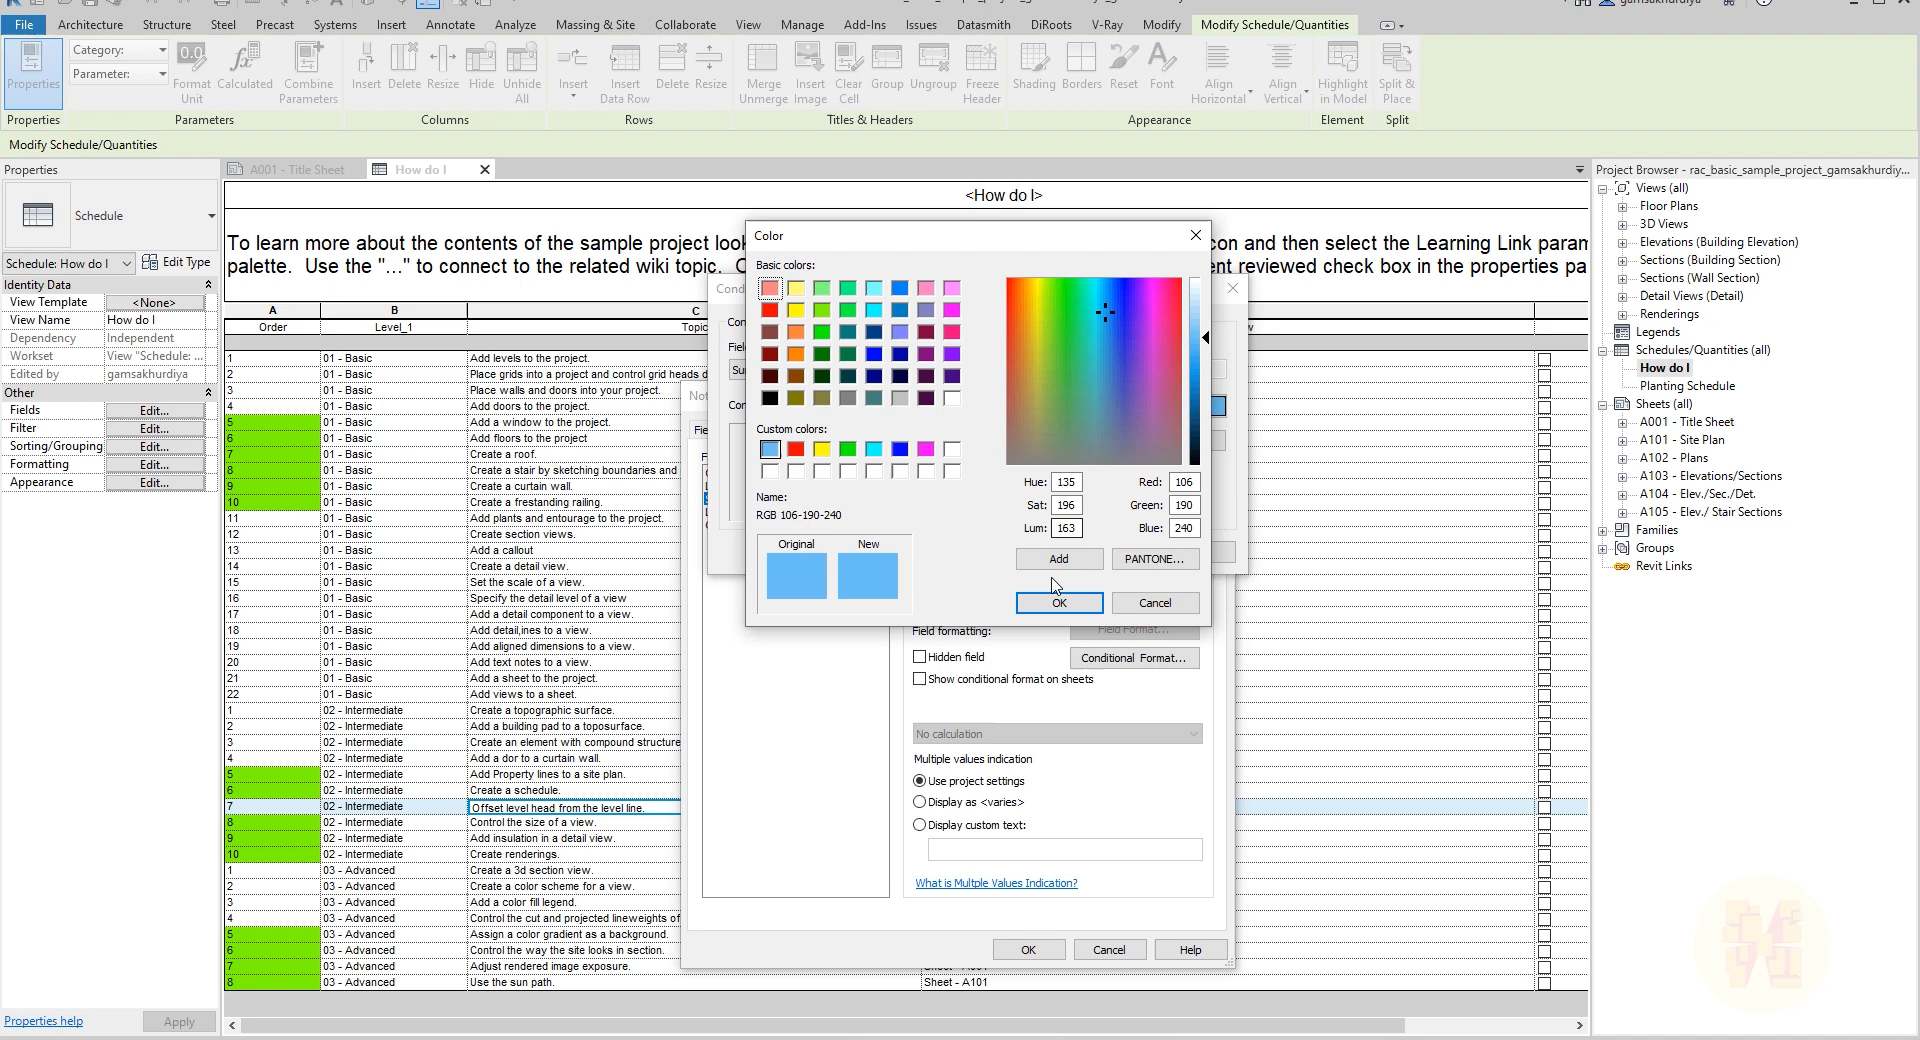 gamsakhurdiya
File
Architecture
Structure
Steel
Precast
Systems
Insert
Annotate
Analyze
Massing & Site
Collaborate
View
Manage
Add-Ins
Issues
Datasmith
DiRoots
V-Ray
Modify
Modify Schedule/Quantities
Properties
Category:
Parameter:
Format
Unit
Calculated
Combine
Parameters
Insert
Delete
Resize
Hide
Unhide
All
Insert
Insert
Data Row
Delete
Resize
Merge
Unmerge
Insert
Image
Clear
Cell
Group
Ungroup
Freeze
Header
Shading
Borders
Reset
Font
Align
Horizontal
Align
Vertical
Highlight
in Model
Split &
Place
Properties
Parameters
Columns
Rows
Titles & Headers
Appearance
Element
Split
Modify Schedule/Quantities
Properties
Schedule
Schedule: How do I
Edit Type
Identity Data
View Template <None>
View Name How do I
Dependency Independent
Workset View "Schedule: ...
Edited by gamsakhurdiya
Other
Fields Edit...
Filter Edit...
Sorting/Grouping Edit...
Formatting Edit...
Appearance Edit...
Properties help
Apply
A001 - Title Sheet
How do I
<How do I>
To learn more about the contents of the sample project look
con and then select the Learning Link param
palette. Use the "..." to connect to the related wiki topic.
ent reviewed check box in the properties pa
A B C
Order Level_1 Topic
1 01 - Basic Add levels to the project.
2 01 - Basic Place grids into a project and control grid heads d
3 01 - Basic Place walls and doors into your project.
4 01 - Basic Add doors to the project.
5 01 - Basic Add a window to the project.
6 01 - Basic Add floors to the project
7 01 - Basic Create a roof.
8 01 - Basic Create a stair by sketching boundaries and
9 01 - Basic Create a curtain wall.
10 01 - Basic Create a frestanding railing.
11 01 - Basic Add plants and entourage to the project.
12 01 - Basic Create section views.
13 01 - Basic Add a callout
14 01 - Basic Create a detail view.
15 01 - Basic Set the scale of a view.
16 01 - Basic Specify the detail level of a view
17 01 - Basic Add a detail component to a view.
18 01 - Basic Add detail,ines to a view.
19 01 - Basic Add aligned dimensions to a view.
20 01 - Basic Add text notes to a view.
21 01 - Basic Add a sheet to the project.
22 01 - Basic Add views to a sheet.
1 02 - Intermediate Create a topographic surface.
2 02 - Intermediate Add a building pad to a toposurface.
3 02 - Intermediate Create an element with compound structure
4 02 - Intermediate Add a dor to a curtain wall.
5 02 - Intermediate Add Property lines to a site plan.
6 02 - Intermediate Create a schedule.
7 02 - Intermediate Offset level head from the level line.
8 02 - Intermediate Control the size of a view.
9 02 - Intermediate Add insulation in a detail view.
10 02 - Intermediate Create renderings.
1 03 - Advanced Create a 3d section view.
2 03 - Advanced Create a color scheme for a view.
3 03 - Advanced Add a color fill legend.
4 03 - Advanced Control the cut and projected lineweights of
5 03 - Advanced Assign a color gradient as a background.
6 03 - Advanced Control the way the site looks in section.
7 03 - Advanced Adjust rendered image exposure.
8 03 - Advanced Use the sun path.
Sheet - A101
Color
Basic colors:
Custom colors:
Name:
RGB 106-190-240
Original New
Hue: 135 Red: 106
Sat: 196 Green: 190
Lum: 163 Blue: 240
Add PANTONE...
OK Cancel
Field formatting: Field Format...
Hidden field
Conditional Format...
Show conditional format on sheets
No calculation
Multiple values indication
Use project settings
Display as <varies>
Display custom text:
What is Multple Values Indication?
OK Cancel Help
Project Browser - rac_basic_sample_project_gamsakhurdiy...
Views (all)
Floor Plans
3D Views
Elevations (Building Elevation)
Sections (Building Section)
Sections (Wall Section)
Detail Views (Detail)
Renderings
Legends
Schedules/Quantities (all)
How do I
Planting Schedule
Sheets (all)
A001 - Title Sheet
A101 - Site Plan
A102 - Plans
A103 - Elevations/Sections
A104 - Elev./Sec./Det.
A105 - Elev./ Stair Sections
Families
Groups
Revit Links